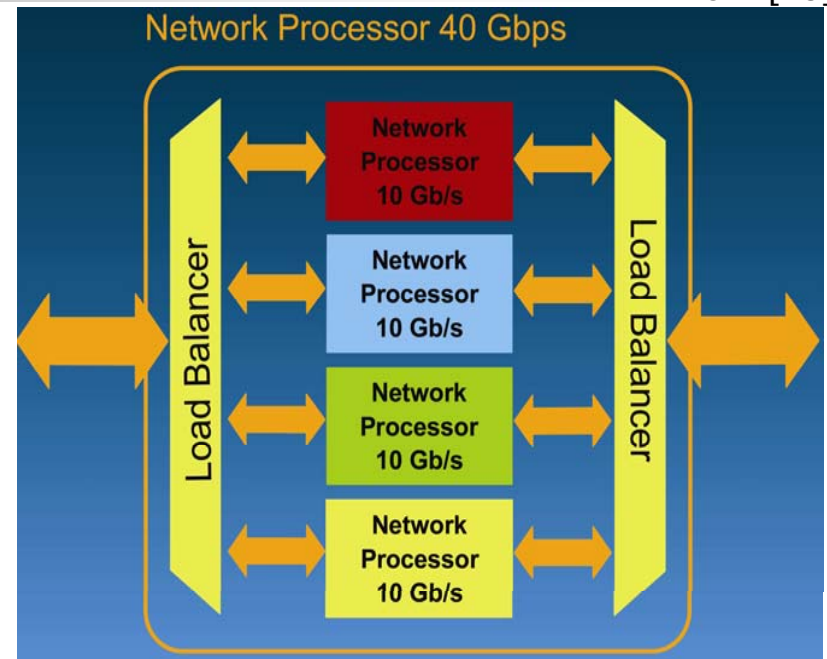 Network Processor 40 Gbps
Load Balancer
Network
Processor
10 Gb/s
Network
Processor
10 Gb/s
Network
Processor
10 Gb/s
Network
Processor
10 Gb/s
Load Balancer